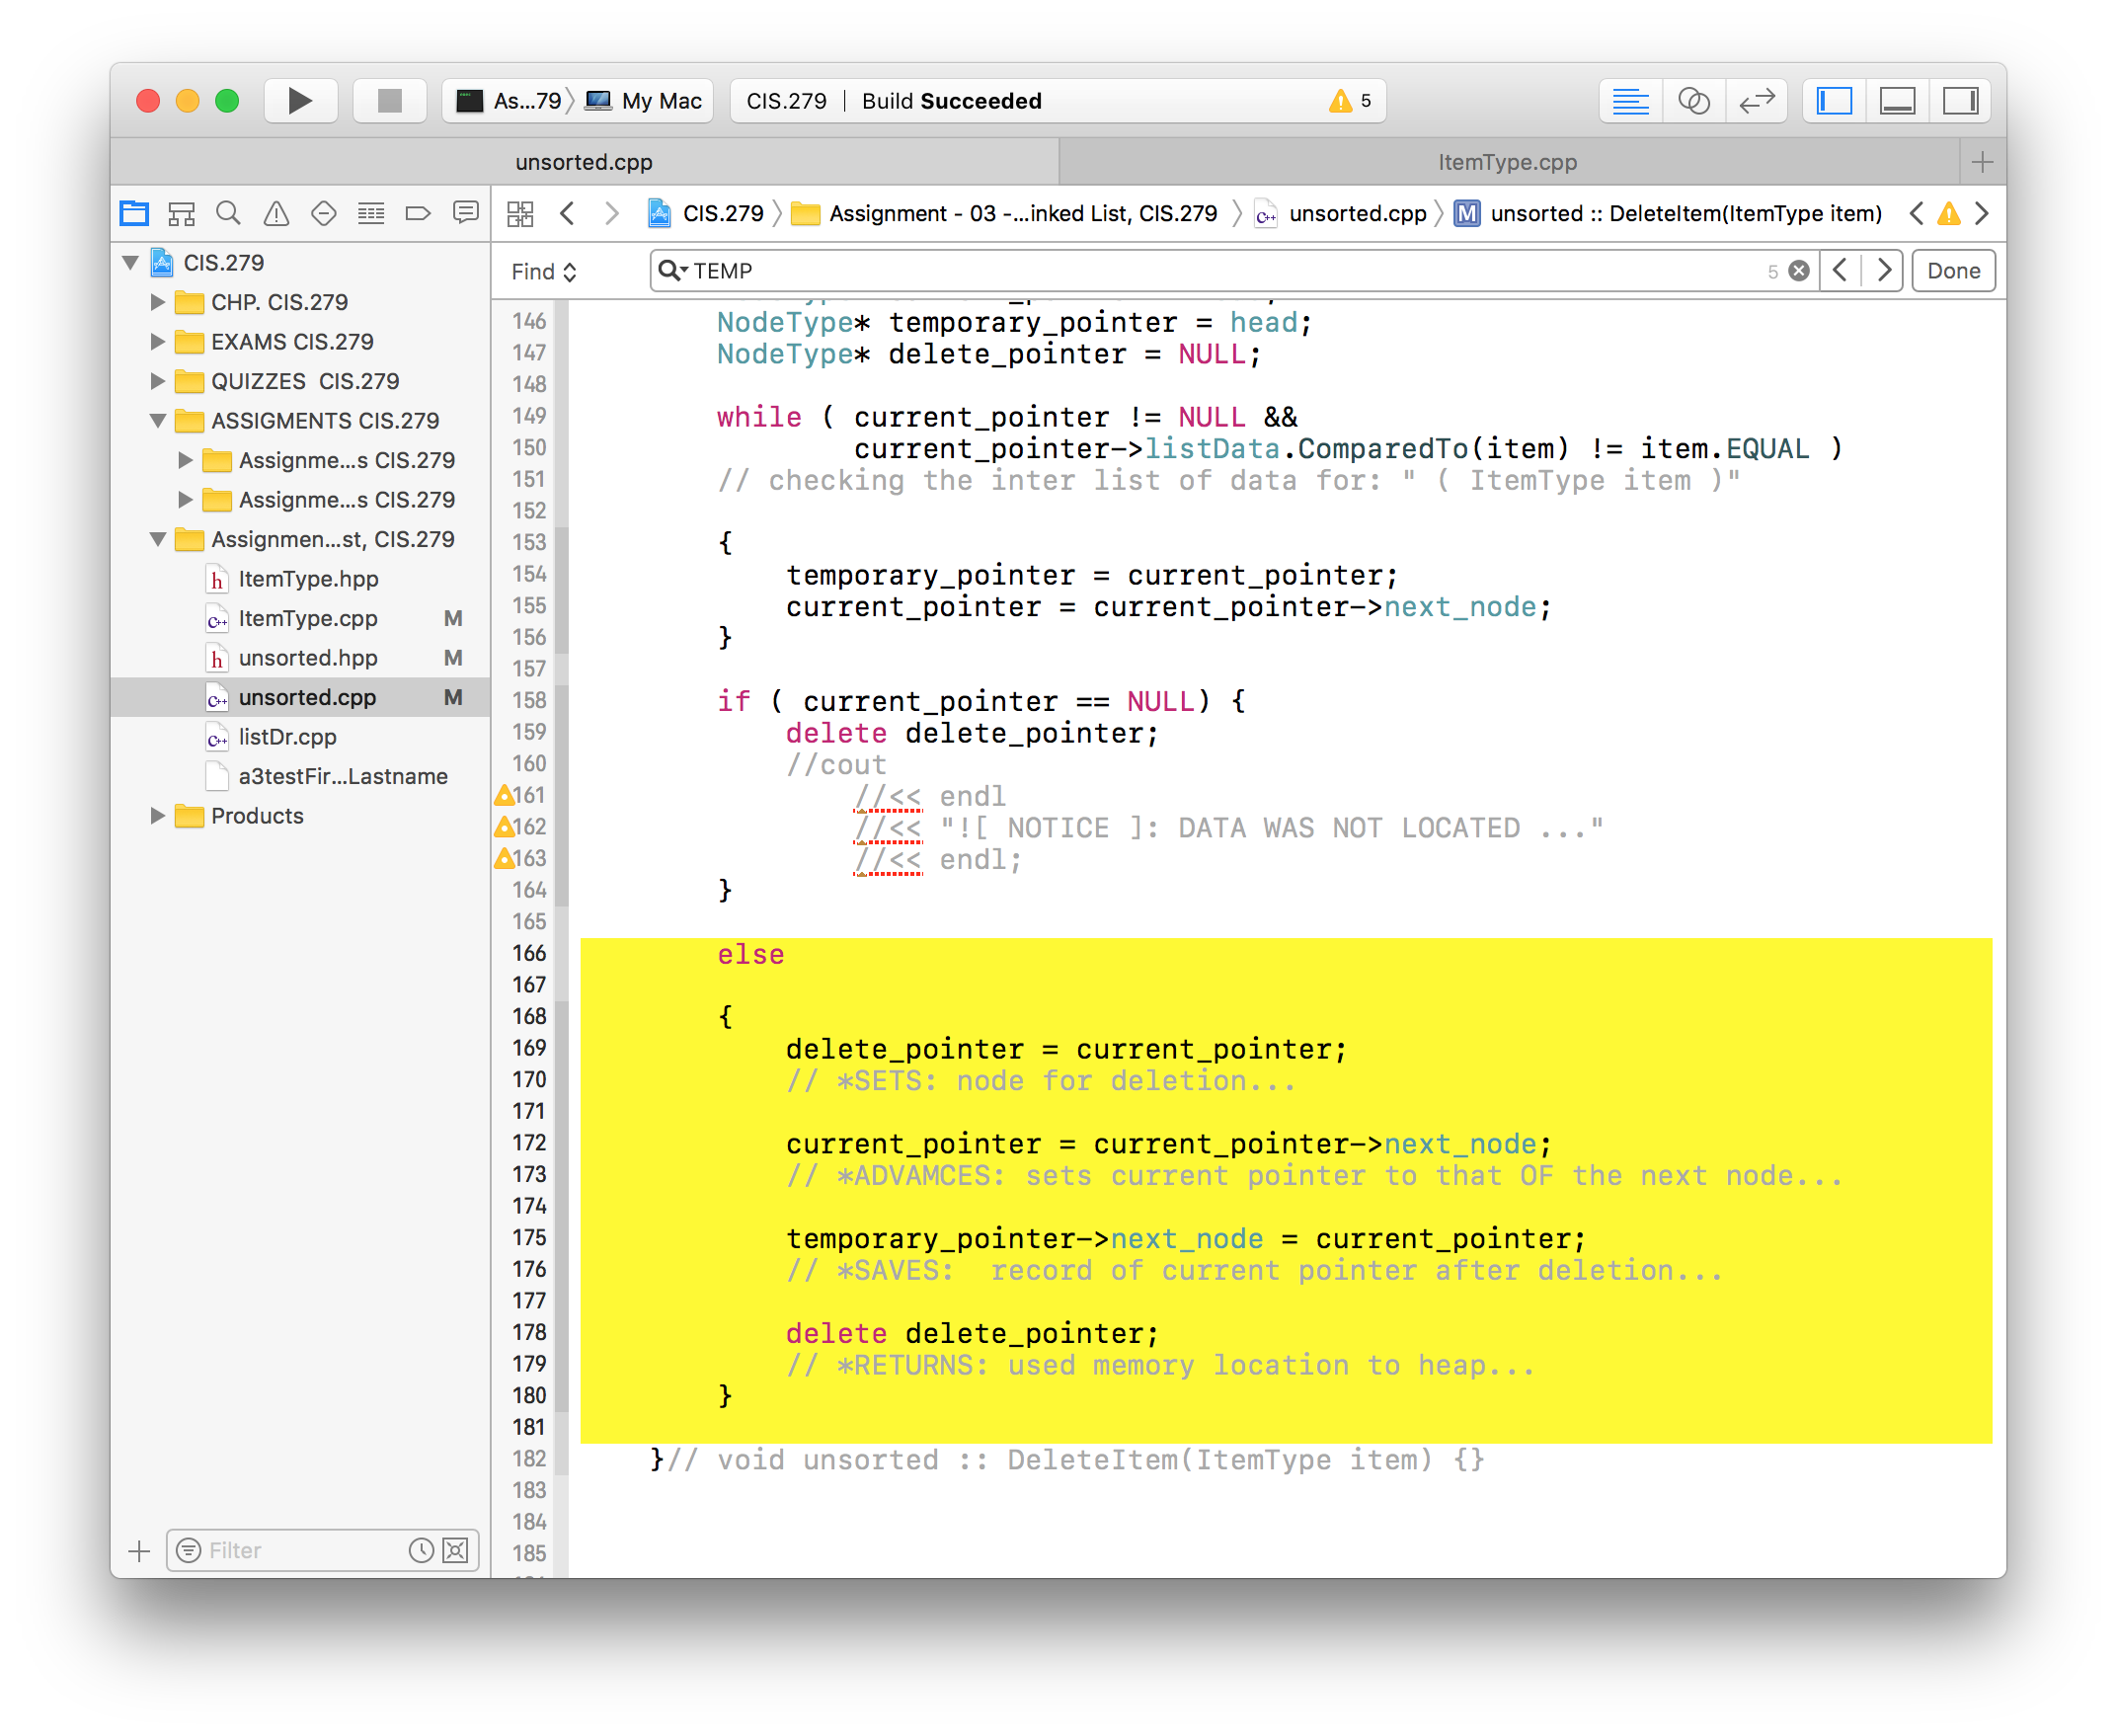 As...79 My Mac
CIS.279 | Build Succeeded 5
unsorted.cpp
ItemType.cpp
CIS.279 Assignment - 03 -...inked List, CIS.279 unsorted.cpp M unsorted :: DeleteItem(ItemType item)
Find TEMP 5 Done
CIS.279
CHP. CIS.279
EXAMS CIS.279
QUIZZES CIS.279
ASSIGMENTS CIS.279
Assignme...s CIS.279
Assignme...s CIS.279
Assignmen...st, CIS.279
h ItemType.hpp
C++ ItemType.cpp M
h unsorted.hpp M
C++ unsorted.cpp M
C++ listDr.cpp
a3testFir...Lastname
Products
Filter
146 NodeType* temporary_pointer = head;
147 NodeType* delete_pointer = NULL;
148
149 while ( current_pointer != NULL &&
150 current_pointer->listData.ComparedTo(item) != item.EQUAL )
151 // checking the inter list of data for: " ( ItemType item )"
152
153 {
154 temporary_pointer = current_pointer;
155 current_pointer = current_pointer->next_node;
156 }
157
158 if ( current_pointer == NULL) {
159 delete delete_pointer;
160 //cout
161 //<< endl
162 //<< "![ NOTICE ]: DATA WAS NOT LOCATED ..."
163 //<< endl;
164 }
165
166 else
167
168 {
169 delete_pointer = current_pointer;
170 // *SETS: node for deletion...
171
172 current_pointer = current_pointer->next_node;
173 // *ADVAMCES: sets current pointer to that OF the next node...
174
175 temporary_pointer->next_node = current_pointer;
176 // *SAVES:  record of current pointer after deletion...
177
178 delete delete_pointer;
179 // *RETURNS: used memory location to heap...
180 }
181
182 }// void unsorted :: DeleteItem(ItemType item) {}
183
184
185